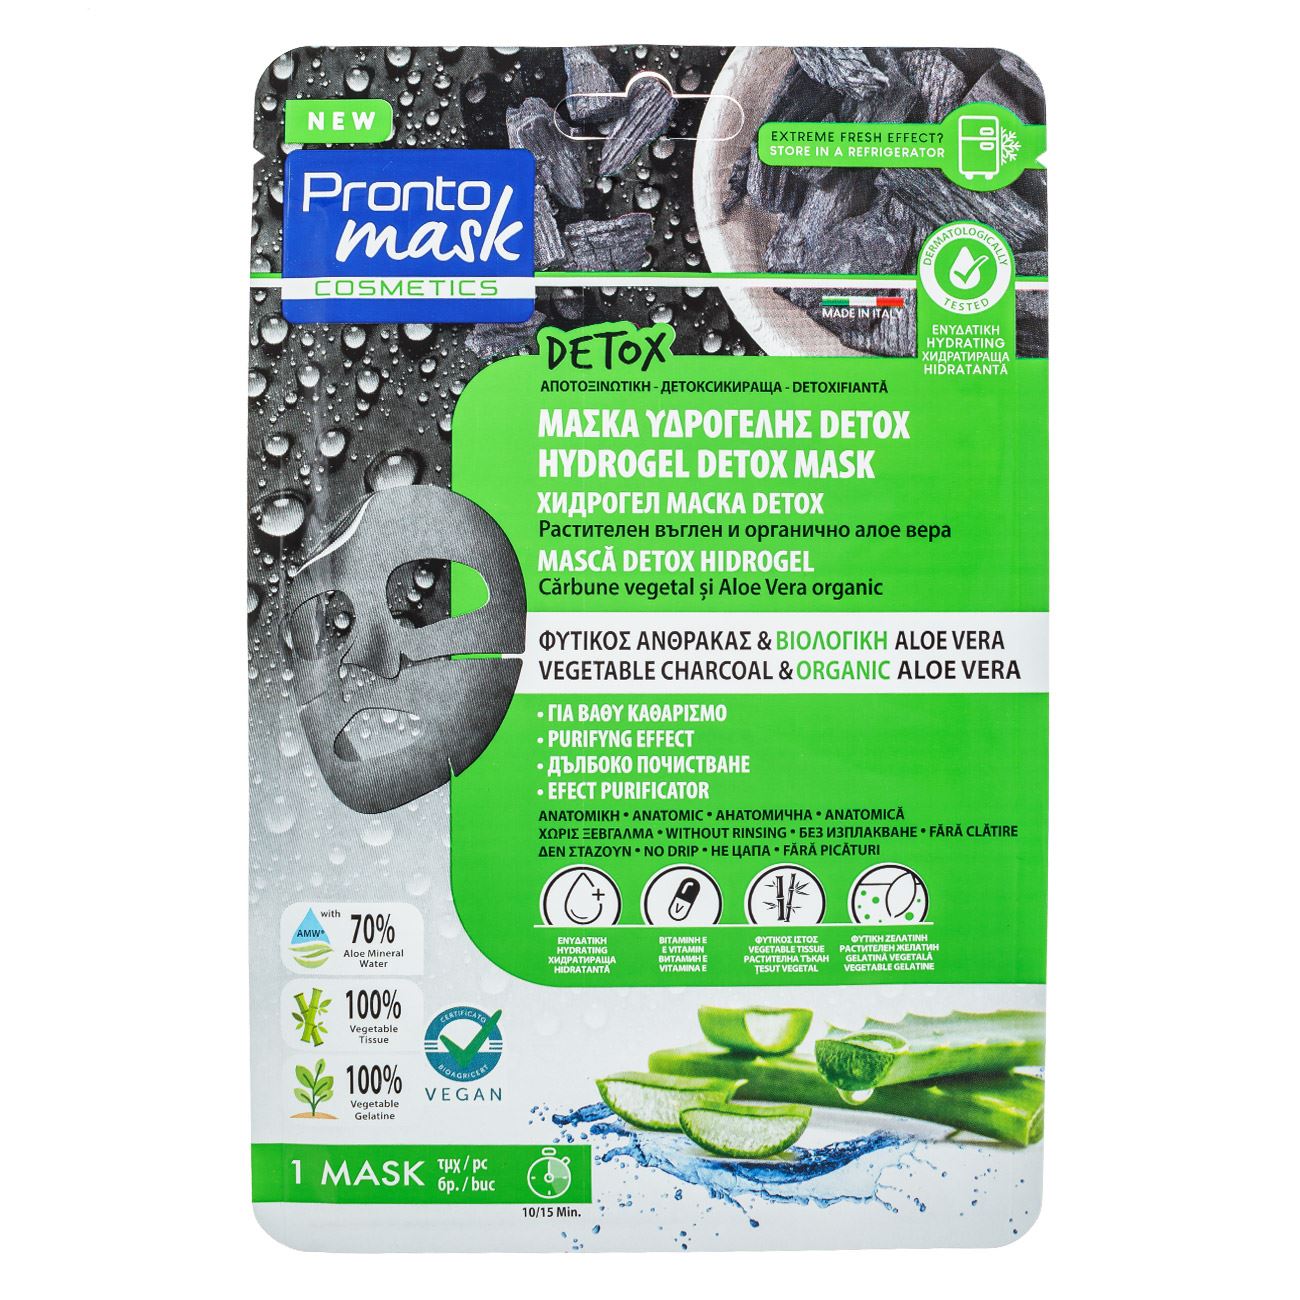 NEW
Pronto
mask
COSMETICS
EXTREME FRESH EFFECT?
STORE IN A REFRIGERATOR
DERMATOLOGICALLY
TESTED
ΕΝΥΔΑΤΙΚΗ
HYDRATING
ХИДРАТИРАЩА
HIDRATANTĂ
MADE IN ITALY
DETOX
ΑΠΟΤΟΞΙΝΩΤΙΚΗ - ДЕТОКСИКИРАЩА - DETOXIFIANTĂ
ΜΑΣΚΑ ΥΔΡΟΓΕΛΗΣ DETOX
HYDROGEL DETOX MASK
ХИДРОГЕЛ МАСКА DETOX
Растителен въглен и органично алое вера
MASCĂ DETOX HIDROGEL
Cărbune vegetal și Aloe Vera organic
ΦΥΤΙΚΟΣ ΑΝΘΡΑΚΑΣ & ΒΙΟΛΟΓΙΚΗ ALOE VERA
VEGETABLE CHARCOAL & ORGANIC ALOE VERA
• ΓΙΑ ΒΑΘΥ ΚΑΘΑΡΙΣΜΟ
• PURIFYNG EFFECT
• ДЪЛБОКО ПОЧИСТВАНЕ
• EFECT PURIFICATOR
ΑΝΑΤΟΜΙΚΗ • ANATOMIC • АНАТОМИЧНА • ANATOMICĂ
ΧΩΡΙΣ ΞΕΒΓΑΛΜΑ • WITHOUT RINSING • БЕЗ ИЗПЛАКВАНЕ • FĂRĂ CLĂTIRE
ΔΕΝ ΣΤΑΖΟΥΝ • NO DRIP • НЕ ЦАПА • FĂRĂ PICĂTURI
V
ΕΝΥΔΑΤΙΚΗ
HYDRATING
ХИДРАТИРАЩА
HIDRATANTĂ
ΒΙΤΑΜΙΝΗ Ε
E VITAMIN
ВИТАМИН Е
VITAMINA E
ΦΥΤΙΚΟΣ ΙΣΤΟΣ
VEGETABLE TISSUE
РАСТИТЕЛНА ТЪКАН
ȚESUT VEGETAL
ΦΥΤΙΚΗ ΖΕΛΑΤΙΝΗ
РАСТИТЕЛЕН ЖЕЛАТИН
GELATINĂ VEGETALĂ
VEGETABLE GELATINE
with
AMW*
70%
Aloe Mineral
Water
100%
Vegetable
Tissue
100%
Vegetable
Gelatine
CERTIFICATO
BIOAGRICERT
VEGAN
1 MASK τμχ / pc
бр. / buc
10/15 Min.